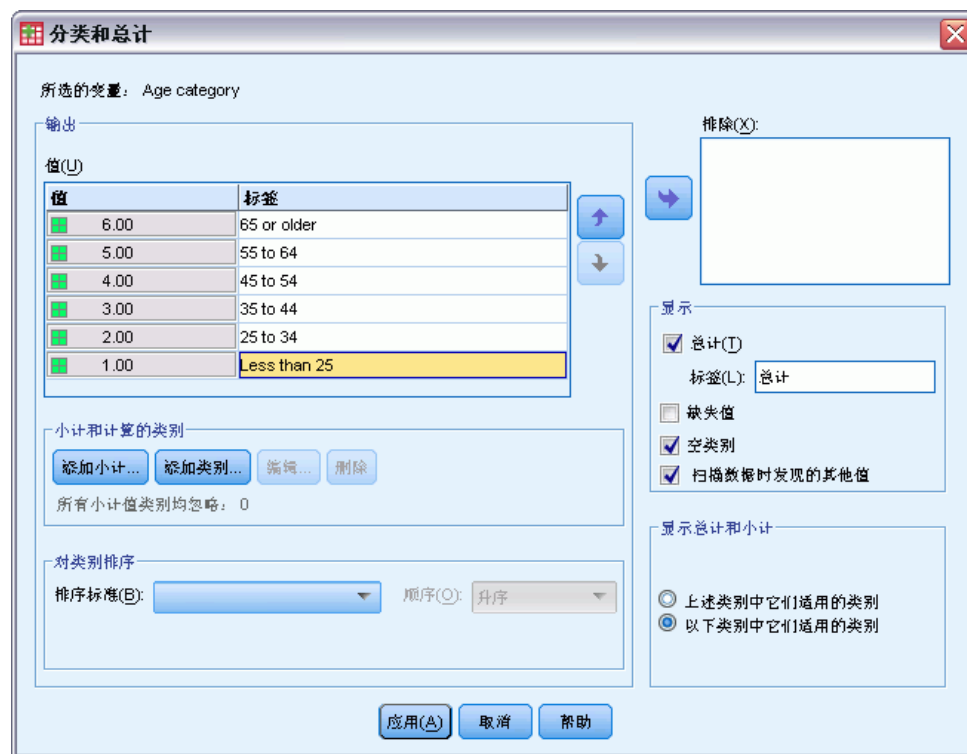 分类和总计
所选的变量： Age category
输出
值(U)
值 标签
6.00 65 or older
5.00 55 to 64
4.00 45 to 54
3.00 35 to 44
2.00 25 to 34
1.00 Less than 25
小计和计算的类别
添加小计... 添加类别... 编辑... 删除
所有小计值类别均忽略： 0
对类别排序
排序标准(B): 顺序(O): 升序
排除(X):
显示
总计(T)
标签(L): 总计
缺失值
空类别
扫描数据时发现的其他值
显示总计和小计
上述类别中它们适用的类别
以下类别中它们适用的类别
应用(A) 取消 帮助